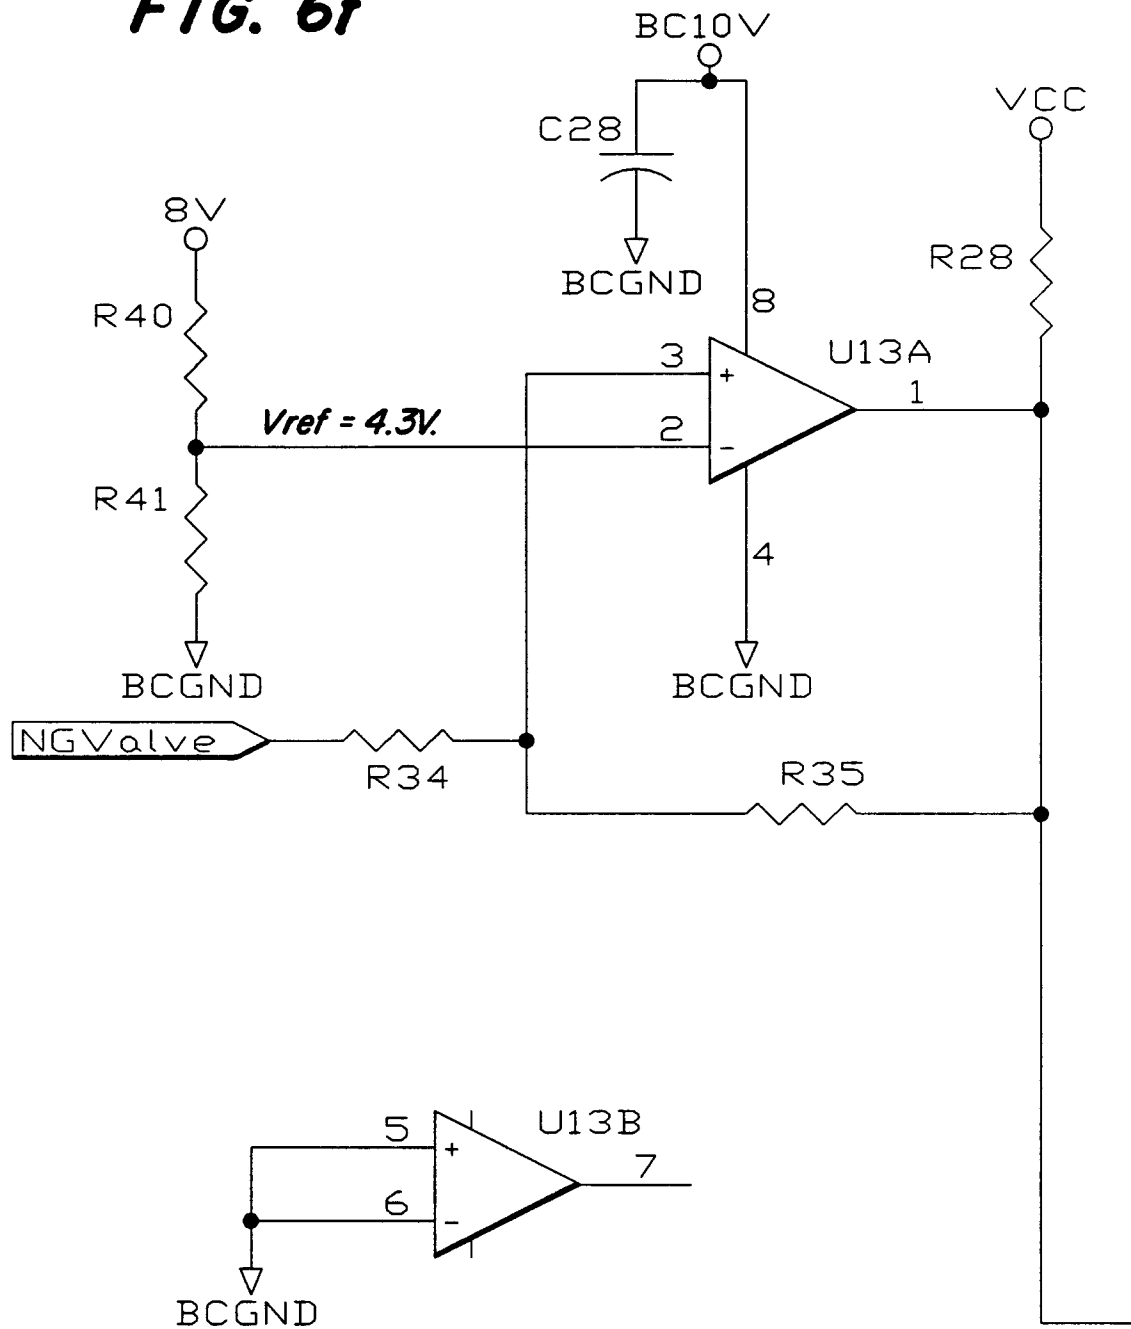 FIG. 6f
BC10V
VCC
C28
8V
R28
BCGND
8
R40
U13A
3
+
1
Vref = 4.3V.
2
-
R41
4
BCGND
BCGND
NGValve
R34
R35
5
+
U13B
7
6
-
BCGND